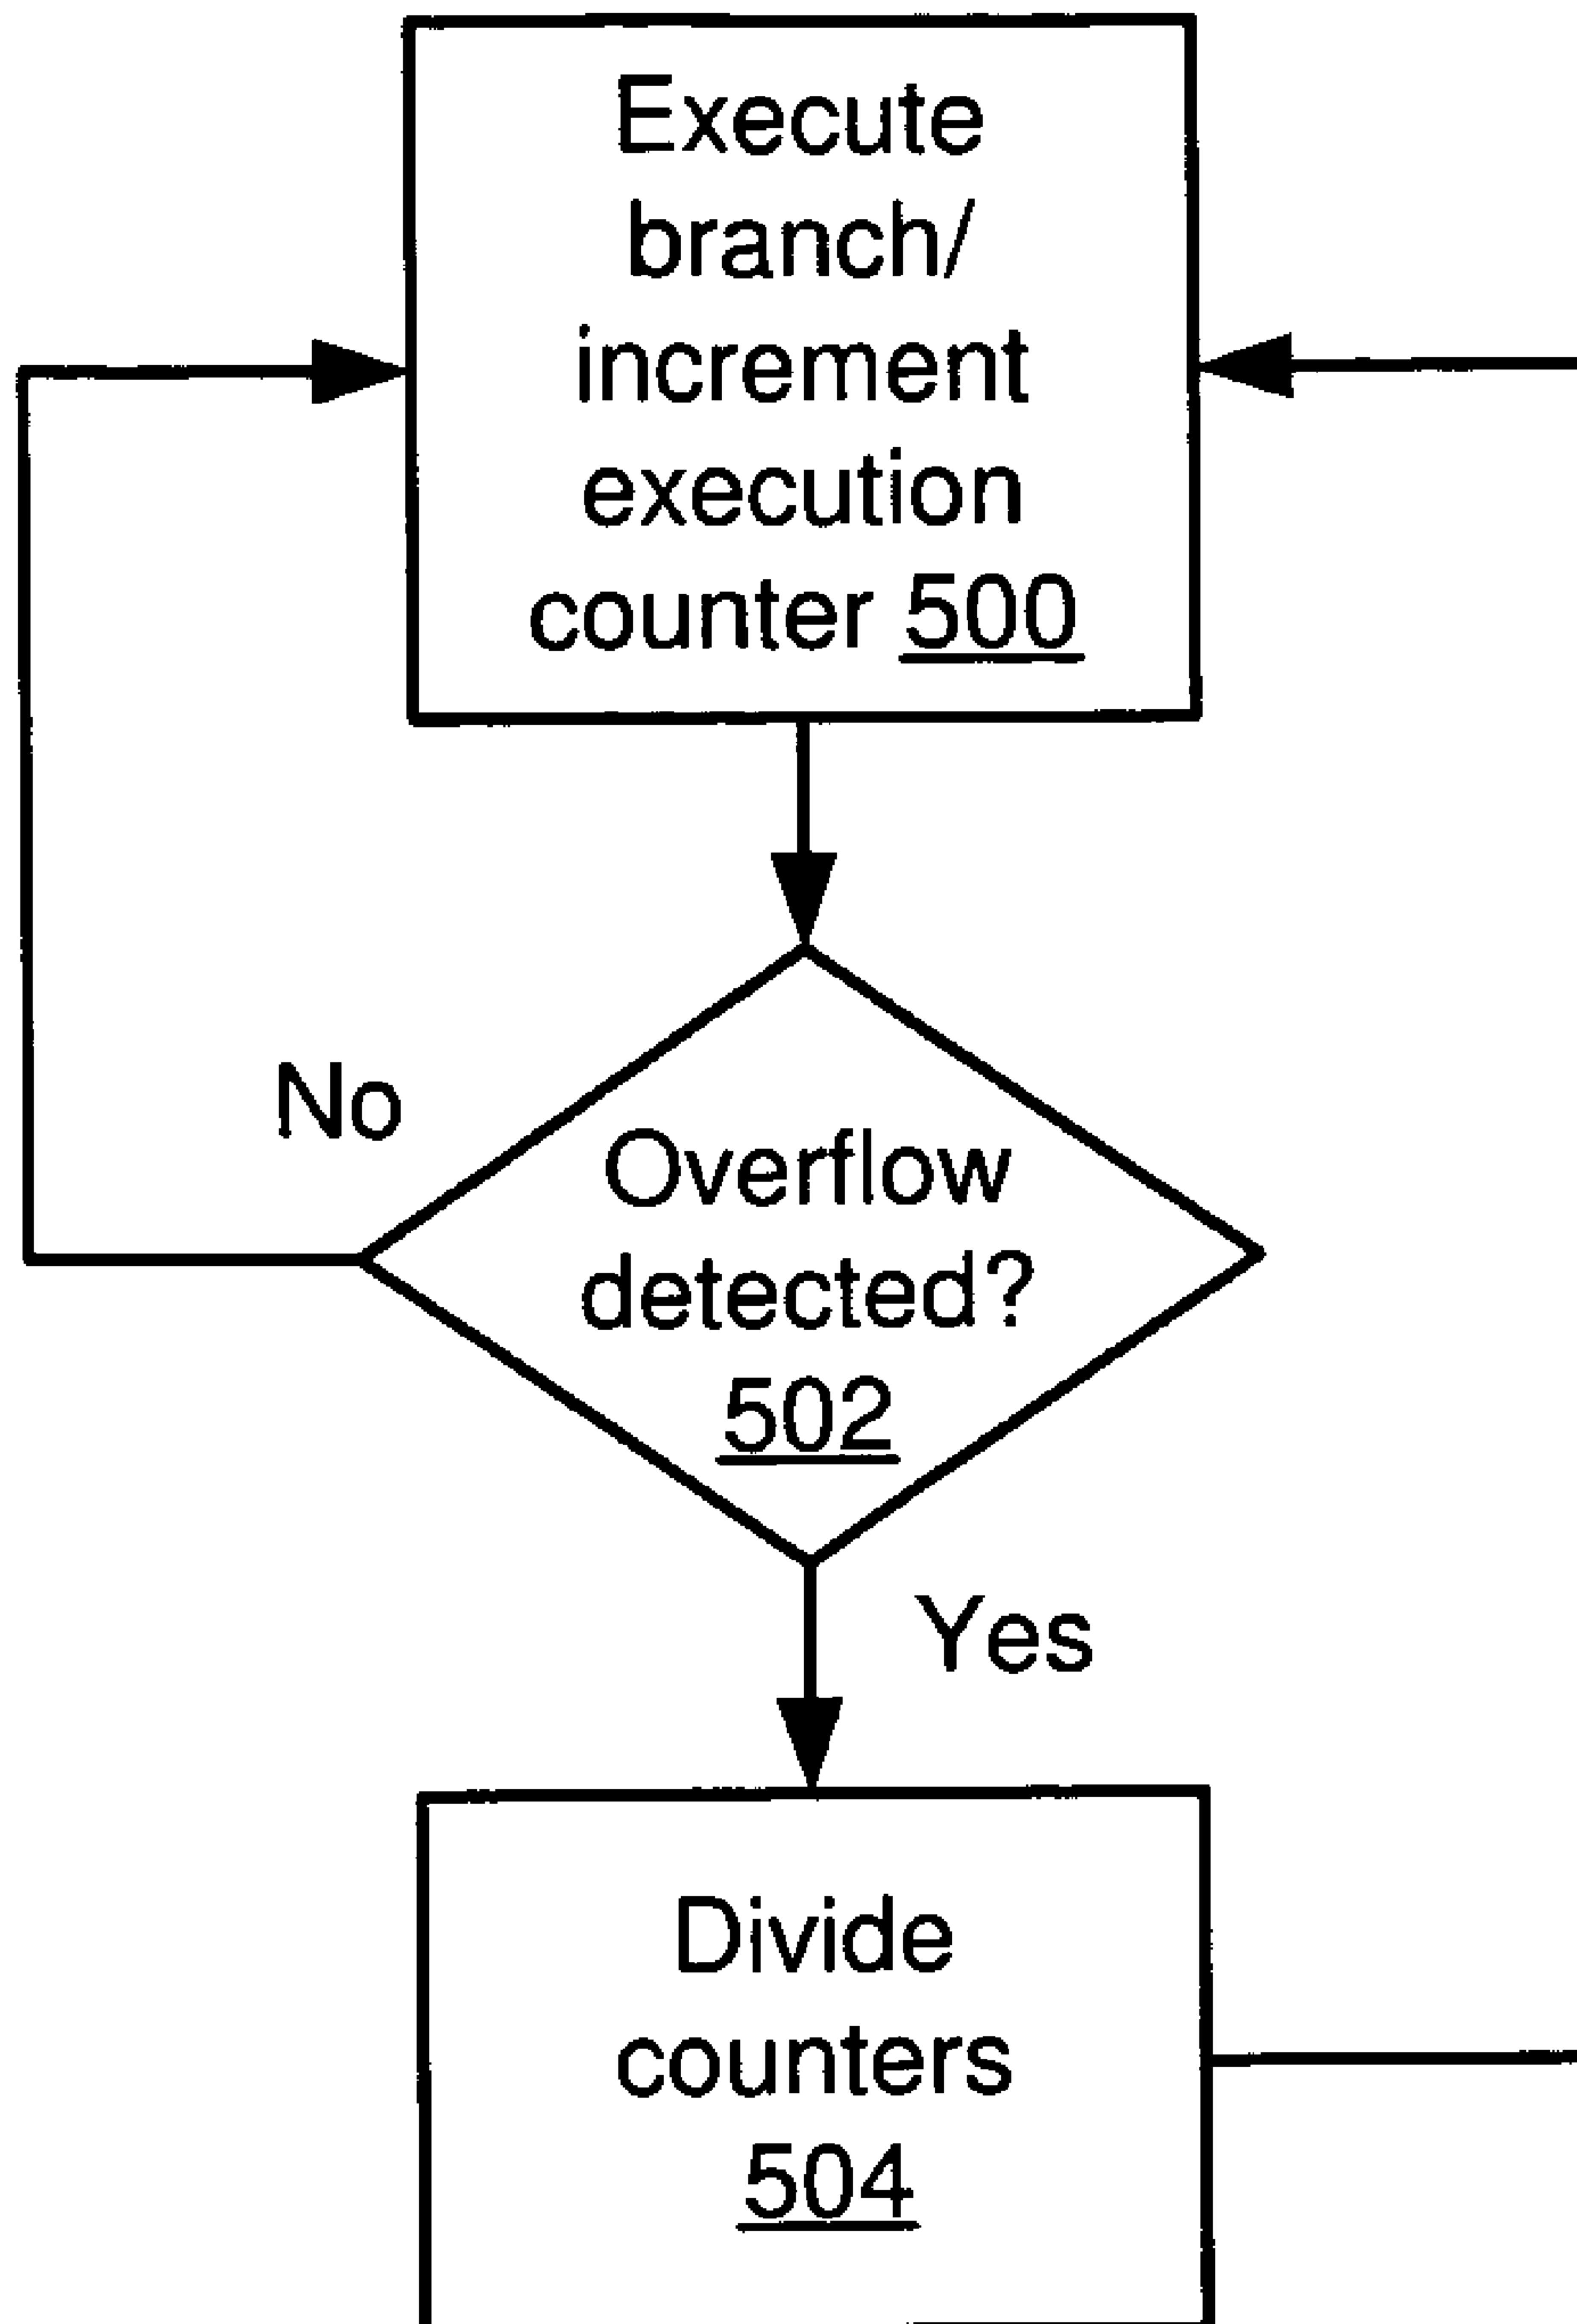 Execute
branch/
increment
execution
counter 500
No
Overflow
detected?
502
Yes
Divide
counters
504